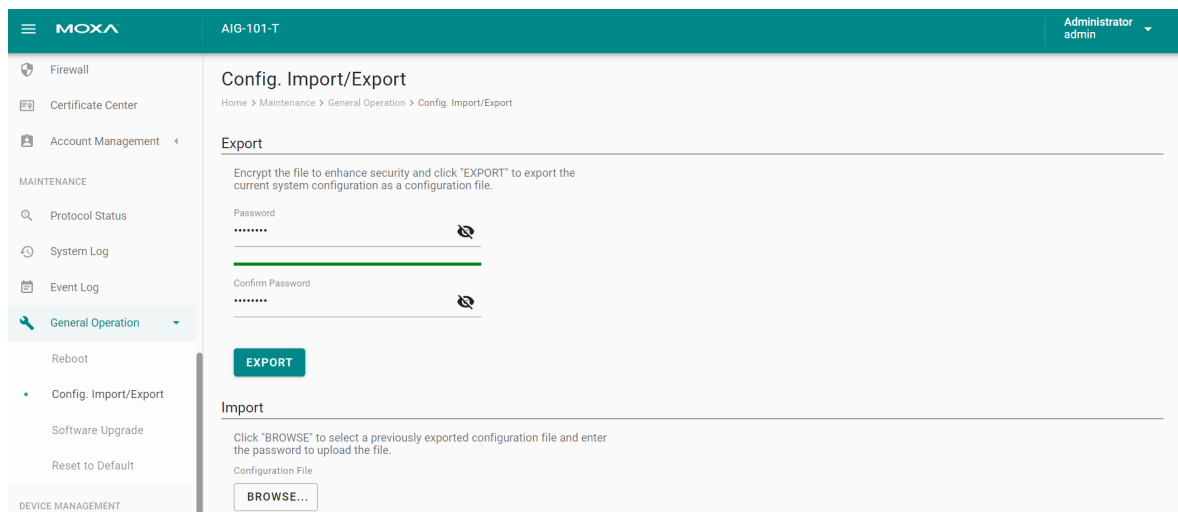 MOXA
AIG-101-T
Administrator
admin
Firewall
Certificate Center
Account Management
MAINTENANCE
Protocol Status
System Log
Event Log
General Operation
Reboot
Config. Import/Export
Software Upgrade
Reset to Default
DEVICE MANAGEMENT
Config. Import/Export
Home > Maintenance > General Operation > Config. Import/Export
Export
Encrypt the file to enhance security and click "EXPORT" to export the
current system configuration as a configuration file.
Password
••••••••
Confirm Password
••••••••
EXPORT
Import
Click "BROWSE" to select a previously exported configuration file and enter
the password to upload the file.
Configuration File
BROWSE...